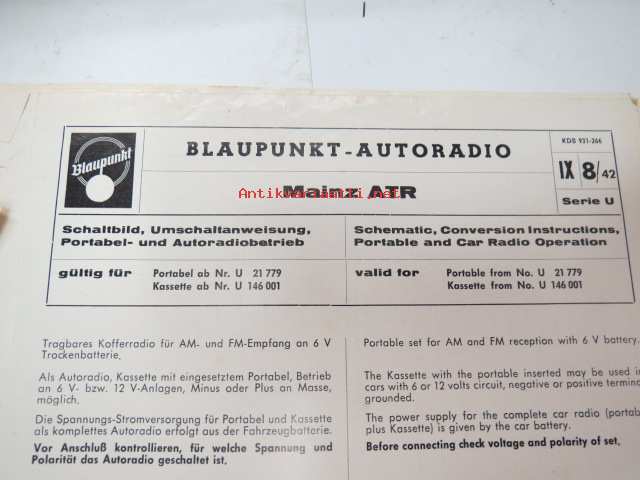 Blaupunkt
BLAUPUNKT-AUTORADIO
Mainz ATR
KDB 921-266
IX 8/42
Serie U
Schaltbild, Umschaltanweisung,
Portabel- und Autoradiobetrieb
Schematic, Conversion Instructions,
Portable and Car Radio Operation
gültig für
Portabel ab Nr. U 21 779
Kassette ab Nr. U 146 001
valid for
Portable from No. U 21 779
Kassette from No. U 146 001
Tragbares Kofferradio für AM- und FM-Empfang an 6 V
Trockenbatterie.
Als Autoradio, Kassette mit eingesetztem Portabel, Betrieb
an 6 V- bzw. 12 V-Anlagen, Minus oder Plus an Masse,
möglich.
Die Spannungs-Stromversorgung für Portabel und Kassette
als komplettes Autoradio erfolgt aus der Fahrzeugbatterie.
Vor Anschluß kontrollieren, für welche Spannung und
Polarität das Autoradio geschaltet ist.
Portable set for AM and FM reception with 6 V battery.
The Kassette with the portable inserted may be used in
cars with 6 or 12 volts circuit, negative or positive termina
grounded.
The power supply for the complete car radio (portab
plus Kassette) is given by the car battery.
Before connecting check voltage and polarity of set.